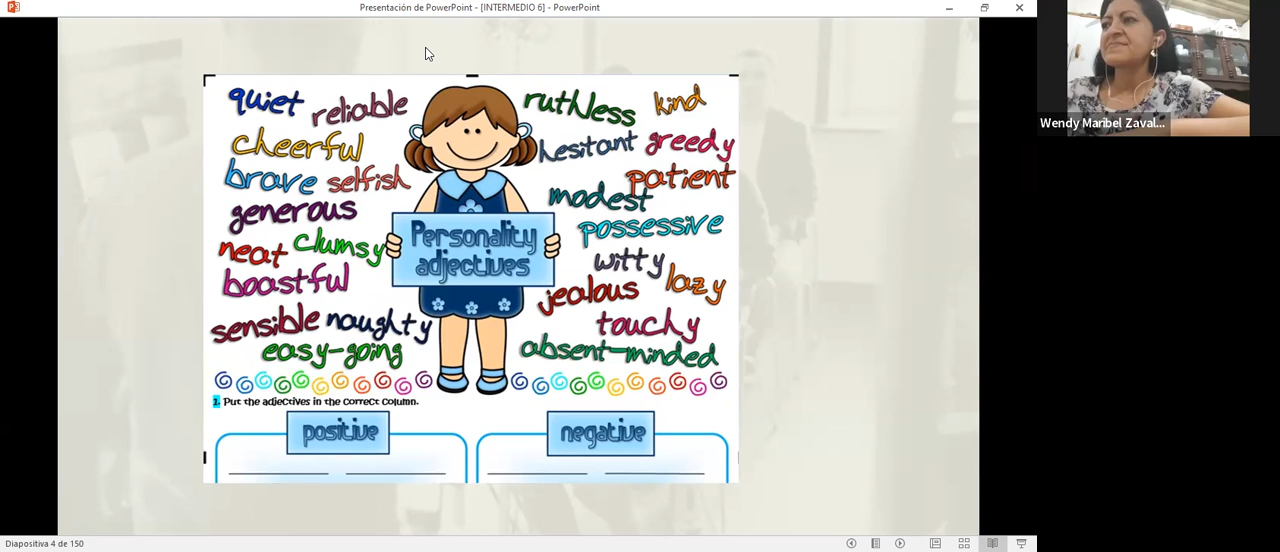 Presentación de PowerPoint - [INTERMEDIO 6] - PowerPoint
Wendy Maribel Zaval...
quiet reliable
cheerful
brave selfish
generous
neat clumsy
boastful
sensible naughty
easy-going
Personality
adjectives
ruthless kind
hesitant greedy
patient
modest
possessive
witty lazy
jealous
touchy
absent-minded
1. Put the adjectives in the correct column.
positive
negative
Diapositiva 4 de 150